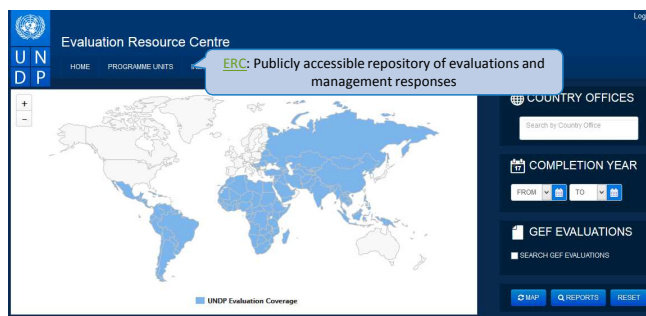 Log
Evaluation Resource Centre
U N
D P
HOME PROGRAMME UNITS
ERC: Publicly accessible repository of evaluations and
management responses
+
−
COUNTRY OFFICES
Search by Country Office
17
COMPLETION YEAR
FROM TO
GEF EVALUATIONS
SEARCH GEF EVALUATIONS
UNDP Evaluation Coverage
MAP REPORTS RESET